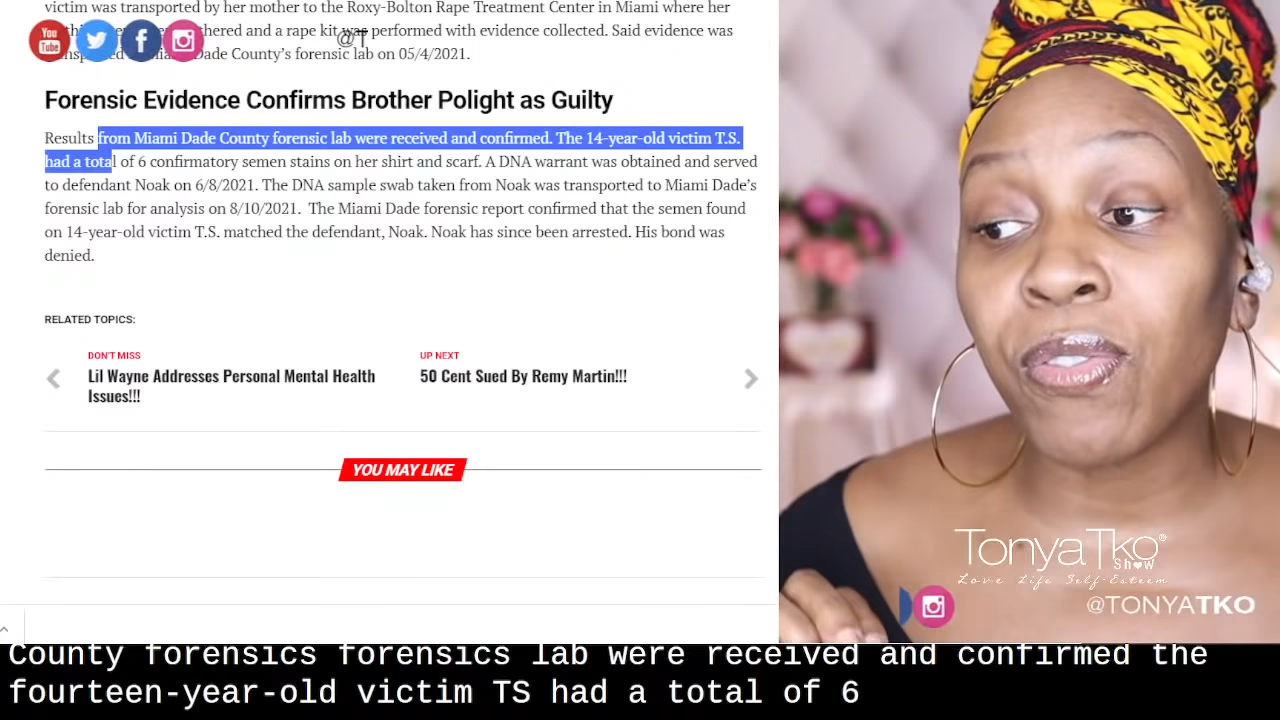 victim was transported by her mother to the Roxy-Bolton Rape Treatment Center in Miami where her
and a rape kit was performed with evidence collected. Said evidence was
Dade County's forensic lab on 05/4/2021.
You
Tube
@T
Forensic Evidence Confirms Brother Polight as Guilty
Results from Miami Dade County forensic lab were received and confirmed. The 14-year-old victim T.S.
had a total of 6 confirmatory semen stains on her shirt and scarf. A DNA warrant was obtained and served
to defendant Noak on 6/8/2021. The DNA sample swab taken from Noak was transported to Miami Dade's
forensic lab for analysis on 8/10/2021. The Miami Dade forensic report confirmed that the semen found
on 14-year-old victim T.S. matched the defendant, Noak. Noak has since been arrested. His bond was
denied.
RELATED TOPICS:
DON'T MISS
Lil Wayne Addresses Personal Mental Health
Issues!!!
UP NEXT
50 Cent Sued By Remy Martin!!!
YOU MAY LIKE
TonyaTko®
Show
Love Life Self-Esteem
@TONYATKO
County forensics forensics lab were received and confirmed the
fourteen-year-old victim TS had a total of 6